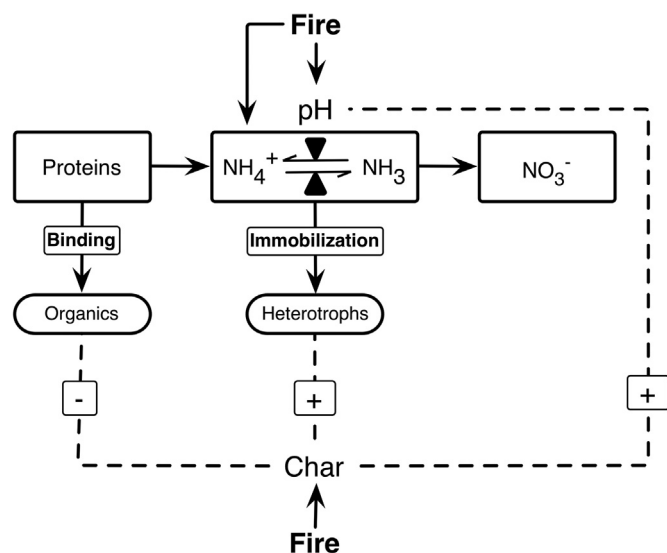 Fire
pH
Proteins
NH4+
NH3
NO3-
Binding
Immobilization
Organics
Heterotrophs
-
+
+
Char
Fire